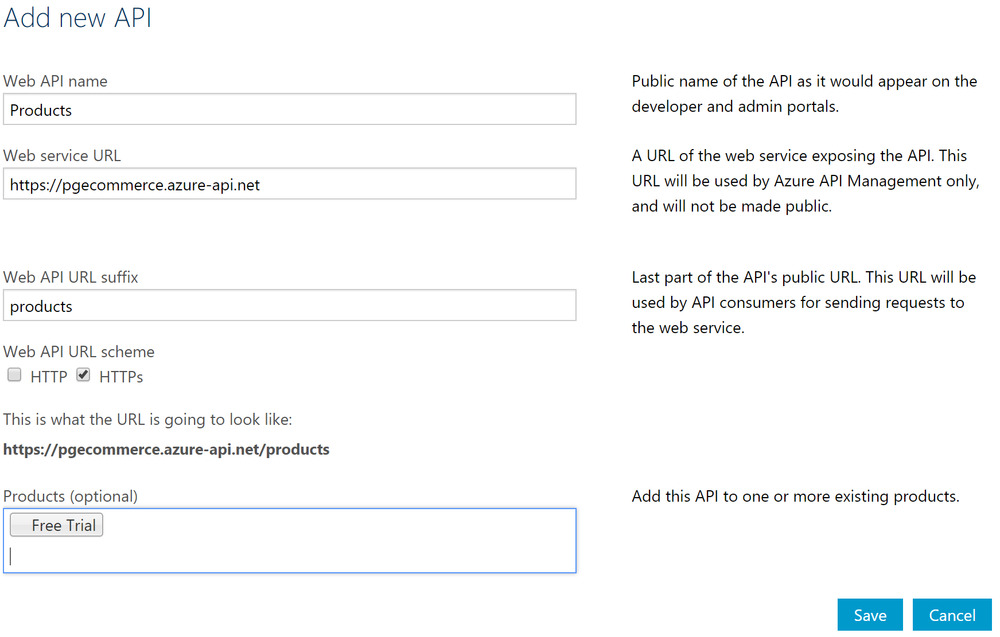 Add new API
Web API name
Products
Public name of the API as it would appear on the
developer and admin portals.
Web service URL
https://pgecommerce.azure-api.net
A URL of the web service exposing the API. This
URL will be used by Azure API Management only,
and will not be made public.
Web API URL suffix
products
Last part of the API's public URL. This URL will be
used by API consumers for sending requests to
the web service.
Web API URL scheme
HTTP HTTPs
This is what the URL is going to look like:
https://pgecommerce.azure-api.net/products
Products (optional)
Free Trial
Add this API to one or more existing products.
Save Cancel